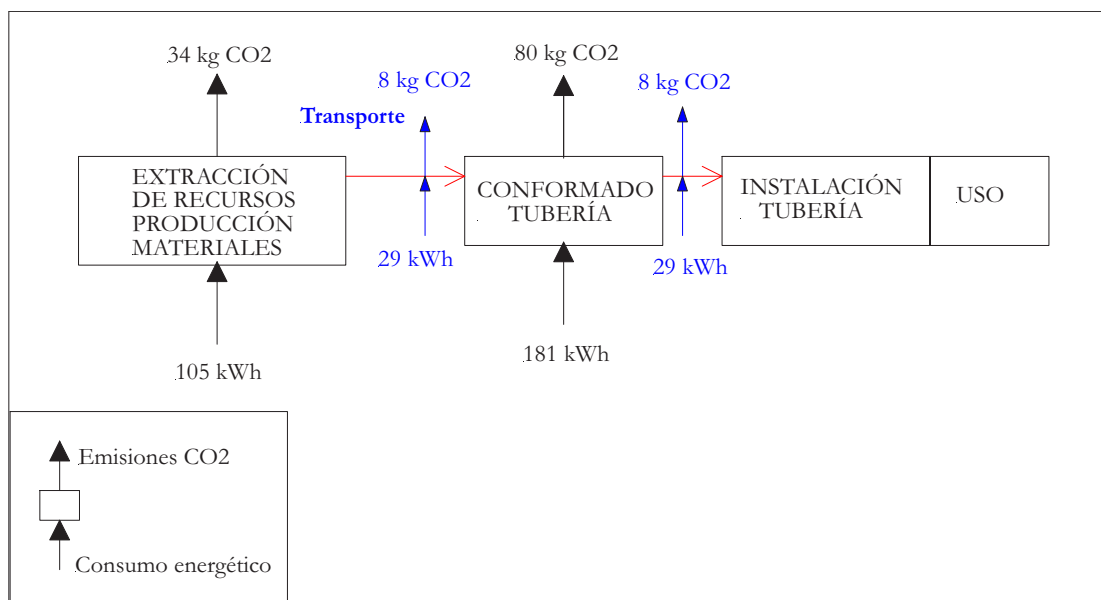 34 kg CO2
8 kg CO2
Transporte
80 kg CO2
8 kg CO2
EXTRACCIÓN
DE RECURSOS
PRODUCCIÓN
MATERIALES
CONFORMADO
TUBERÍA
INSTALACIÓN
TUBERÍA
USO
29 kWh
29 kWh
105 kWh
181 kWh
Emisiones CO2
Consumo energético